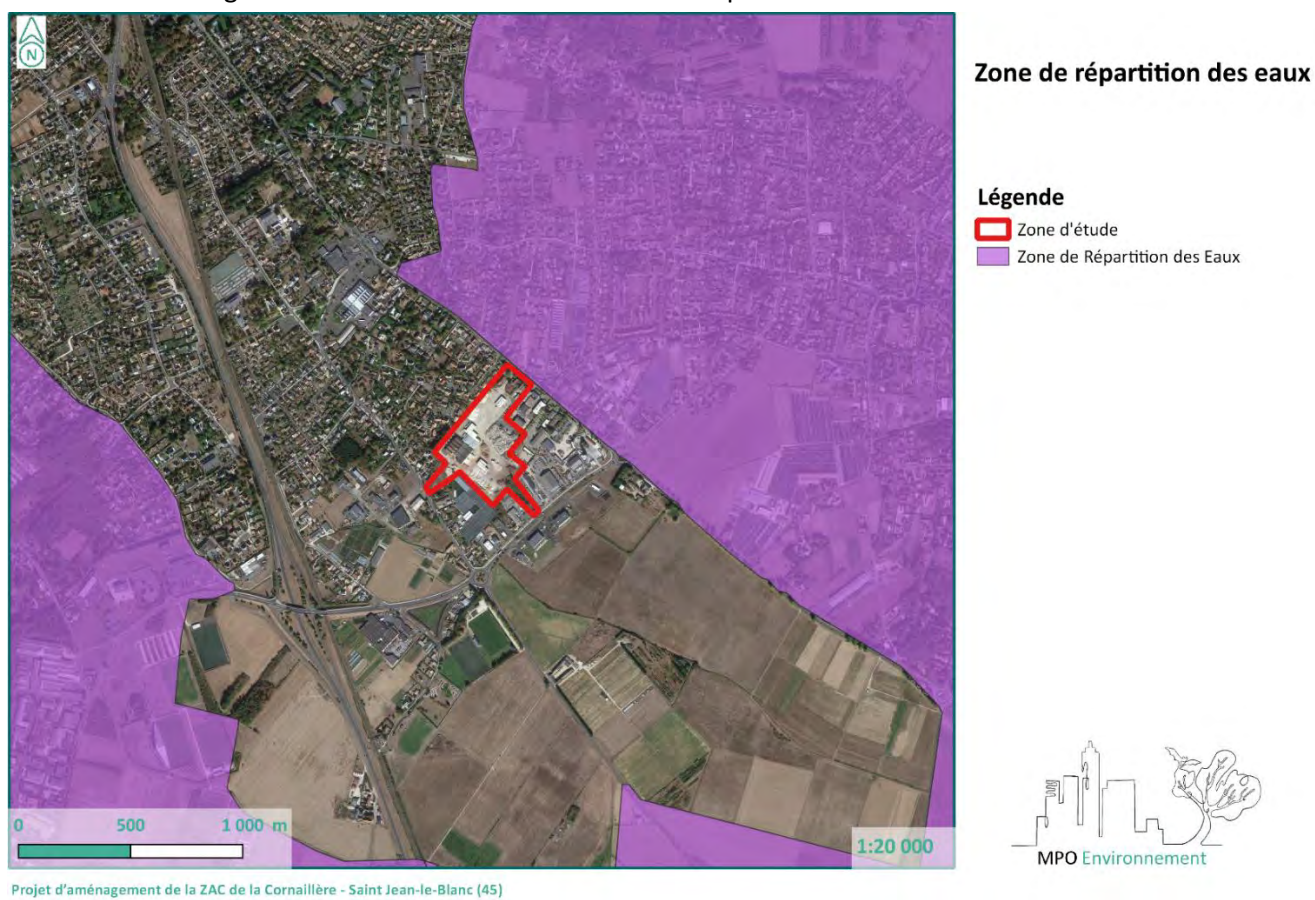 N
Zone de répartition des eaux
Légende
Zone d'étude
Zone de Répartition des Eaux
0 500 1 000 m
1:20 000
MPO Environnement
Projet d'aménagement de la ZAC de la Cornaillère - Saint Jean-le-Blanc (45)